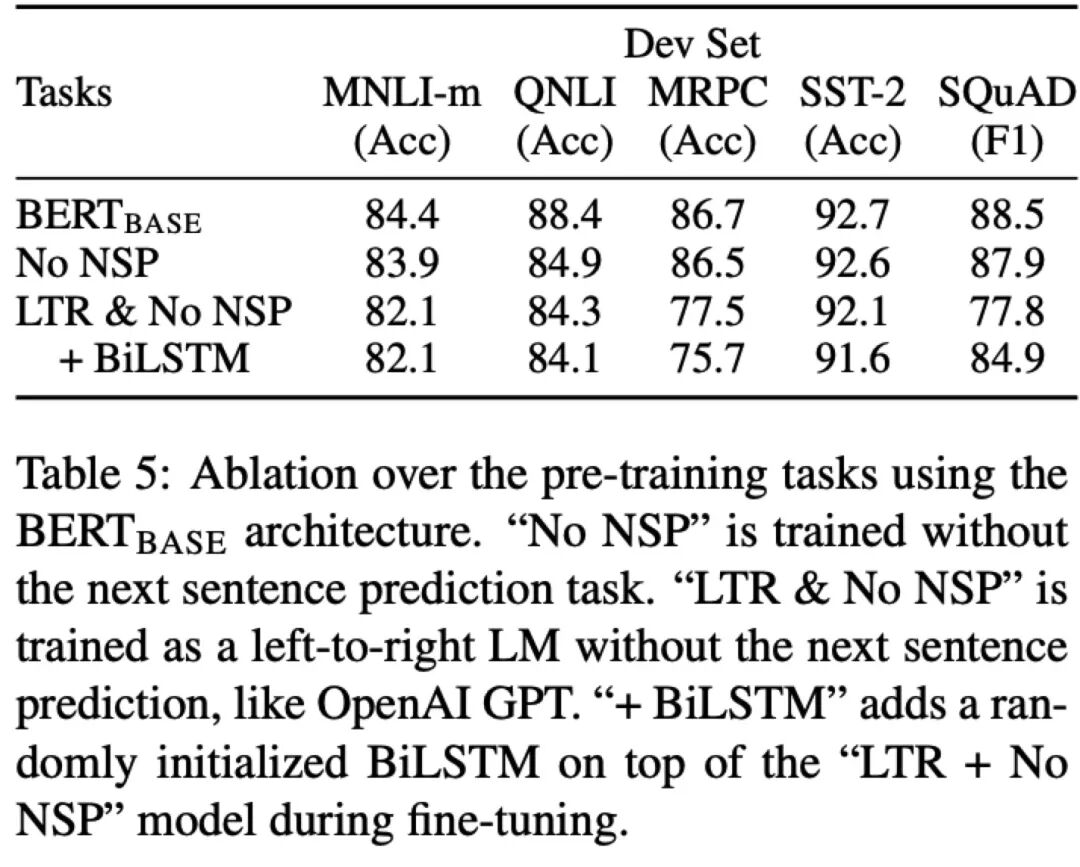 Dev Set
Tasks MNLI-m QNLI MRPC SST-2 SQuAD
(Acc) (Acc) (Acc) (Acc) (F1)
BERTBASE 84.4 88.4 86.7 92.7 88.5
No NSP 83.9 84.9 86.5 92.6 87.9
LTR & No NSP 82.1 84.3 77.5 92.1 77.8
+ BiLSTM 82.1 84.1 75.7 91.6 84.9
Table 5: Ablation over the pre-training tasks using the
BERTBASE architecture. “No NSP” is trained without
the next sentence prediction task. “LTR & No NSP” is
trained as a left-to-right LM without the next sentence
prediction, like OpenAI GPT. “+ BiLSTM” adds a ran-
domly initialized BiLSTM on top of the “LTR + No
NSP” model during fine-tuning.